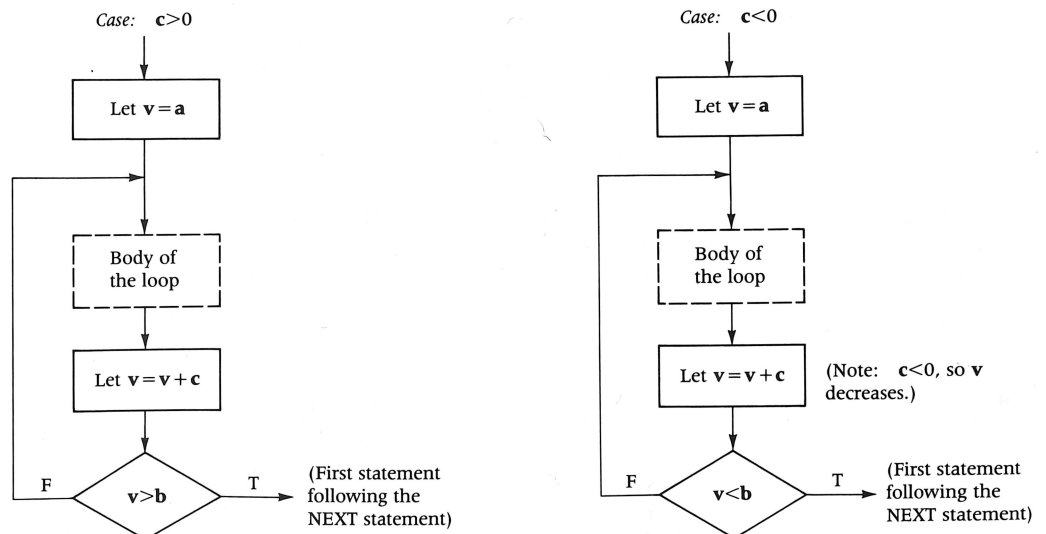 Case: c>0
Let v=a
Body of
the loop
Let v=v+c
v>b
F
T
(First statement
following the
NEXT statement)
Case: c<0
Let v=a
Body of
the loop
Let v=v+c
(Note: c<0, so v
decreases.)
v<b
F
T
(First statement
following the
NEXT statement)